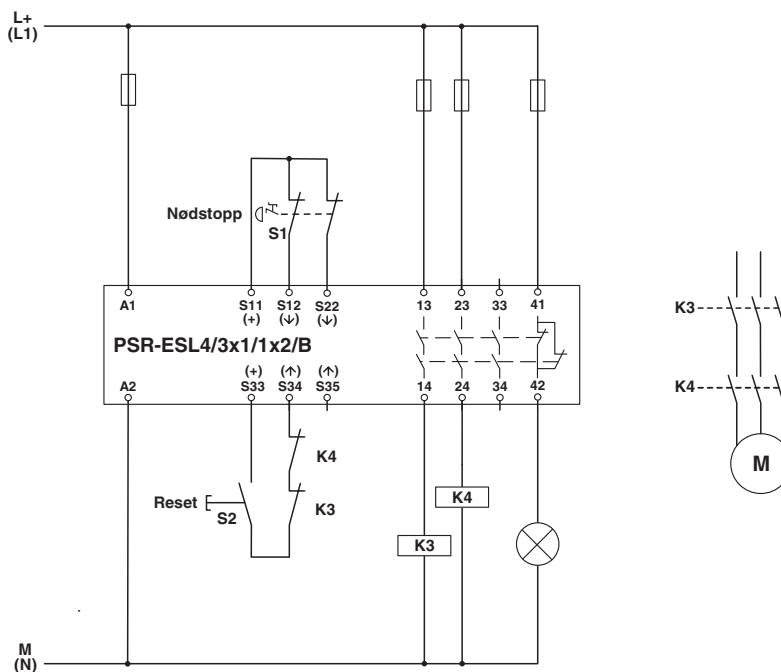 L+
(L1)
Nødstopp
S1
A1
S11
(+)
S12
(↓)
S22
(↓)
13
23
33
41
PSR-ESL4/3x1/1x2/B
(+)
(↑)
(↑)
A2
S33
S34
S35
14
24
34
42
K4
Reset
S2
K3
K4
K3
K3
K4
M
M
(N)